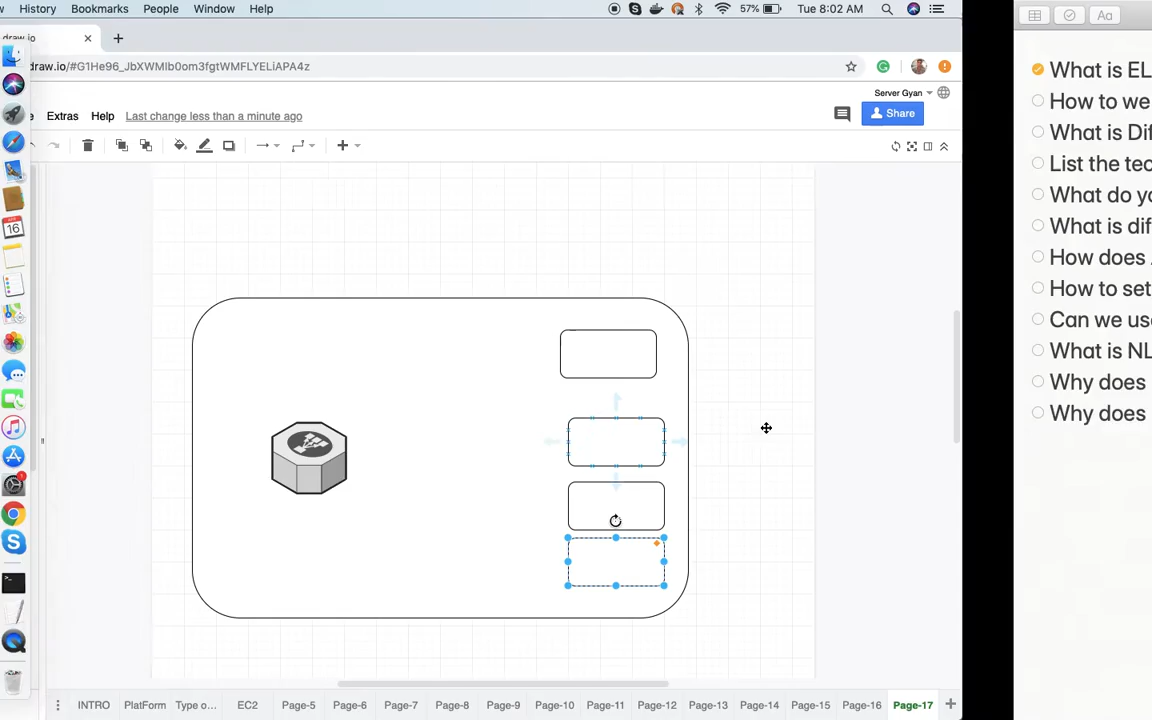 History Bookmarks People Window Help 57% Tue 8:02 AM
draw.io
draw.io/#G1He96_JbXWMIb0om3fgtWMFLYELiAPA4z
Server Gyan
Extras Help Last change less than a minute ago Share
16
INTRO PlatForm Type o... EC2 Page-5 Page-6 Page-7 Page-8 Page-9 Page-10 Page-11 Page-12 Page-13 Page-14 Page-15 Page-16 Page-17
Aa
What is EL
How to we
What is Dif
List the tec
What do yo
What is dif
How does
How to set
Can we us
What is NL
Why does
Why does